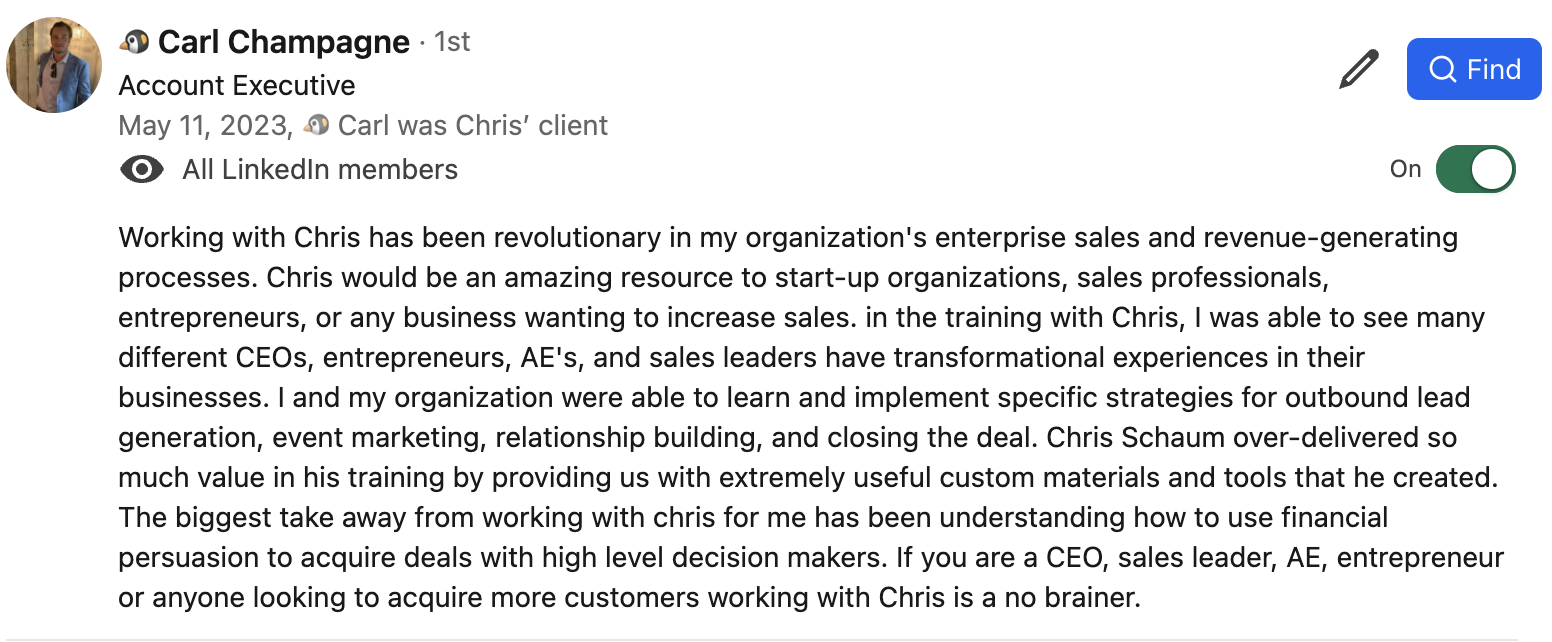 🐧 Carl Champagne · 1st
Account Executive
May 11, 2023, 🐧 Carl was Chris’ client
All LinkedIn members
Find
On
Working with Chris has been revolutionary in my organization's enterprise sales and revenue-generating
processes. Chris would be an amazing resource to start-up organizations, sales professionals,
entrepreneurs, or any business wanting to increase sales. in the training with Chris, I was able to see many
different CEOs, entrepreneurs, AE's, and sales leaders have transformational experiences in their
businesses. I and my organization were able to learn and implement specific strategies for outbound lead
generation, event marketing, relationship building, and closing the deal. Chris Schaum over-delivered so
much value in his training by providing us with extremely useful custom materials and tools that he created.
The biggest take away from working with chris for me has been understanding how to use financial
persuasion to acquire deals with high level decision makers. If you are a CEO, sales leader, AE, entrepreneur
or anyone looking to acquire more customers working with Chris is a no brainer.